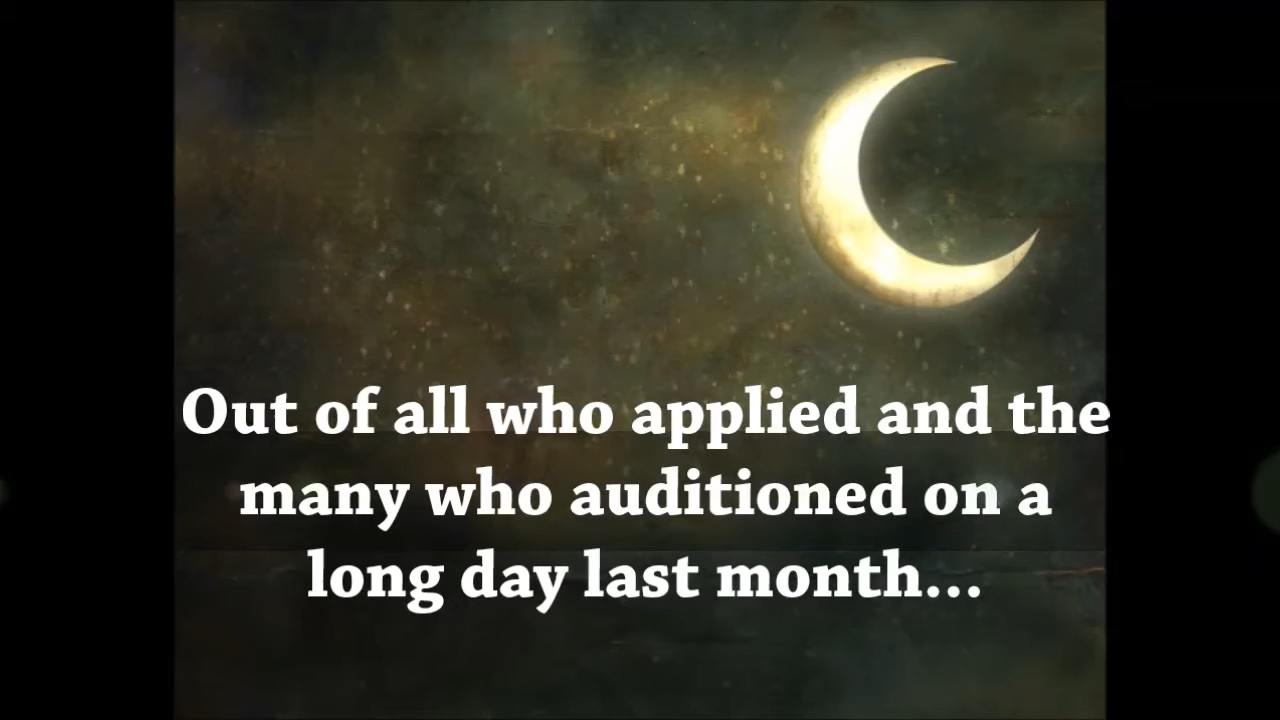 Out of all who applied and the
many who auditioned on a
long day last month...